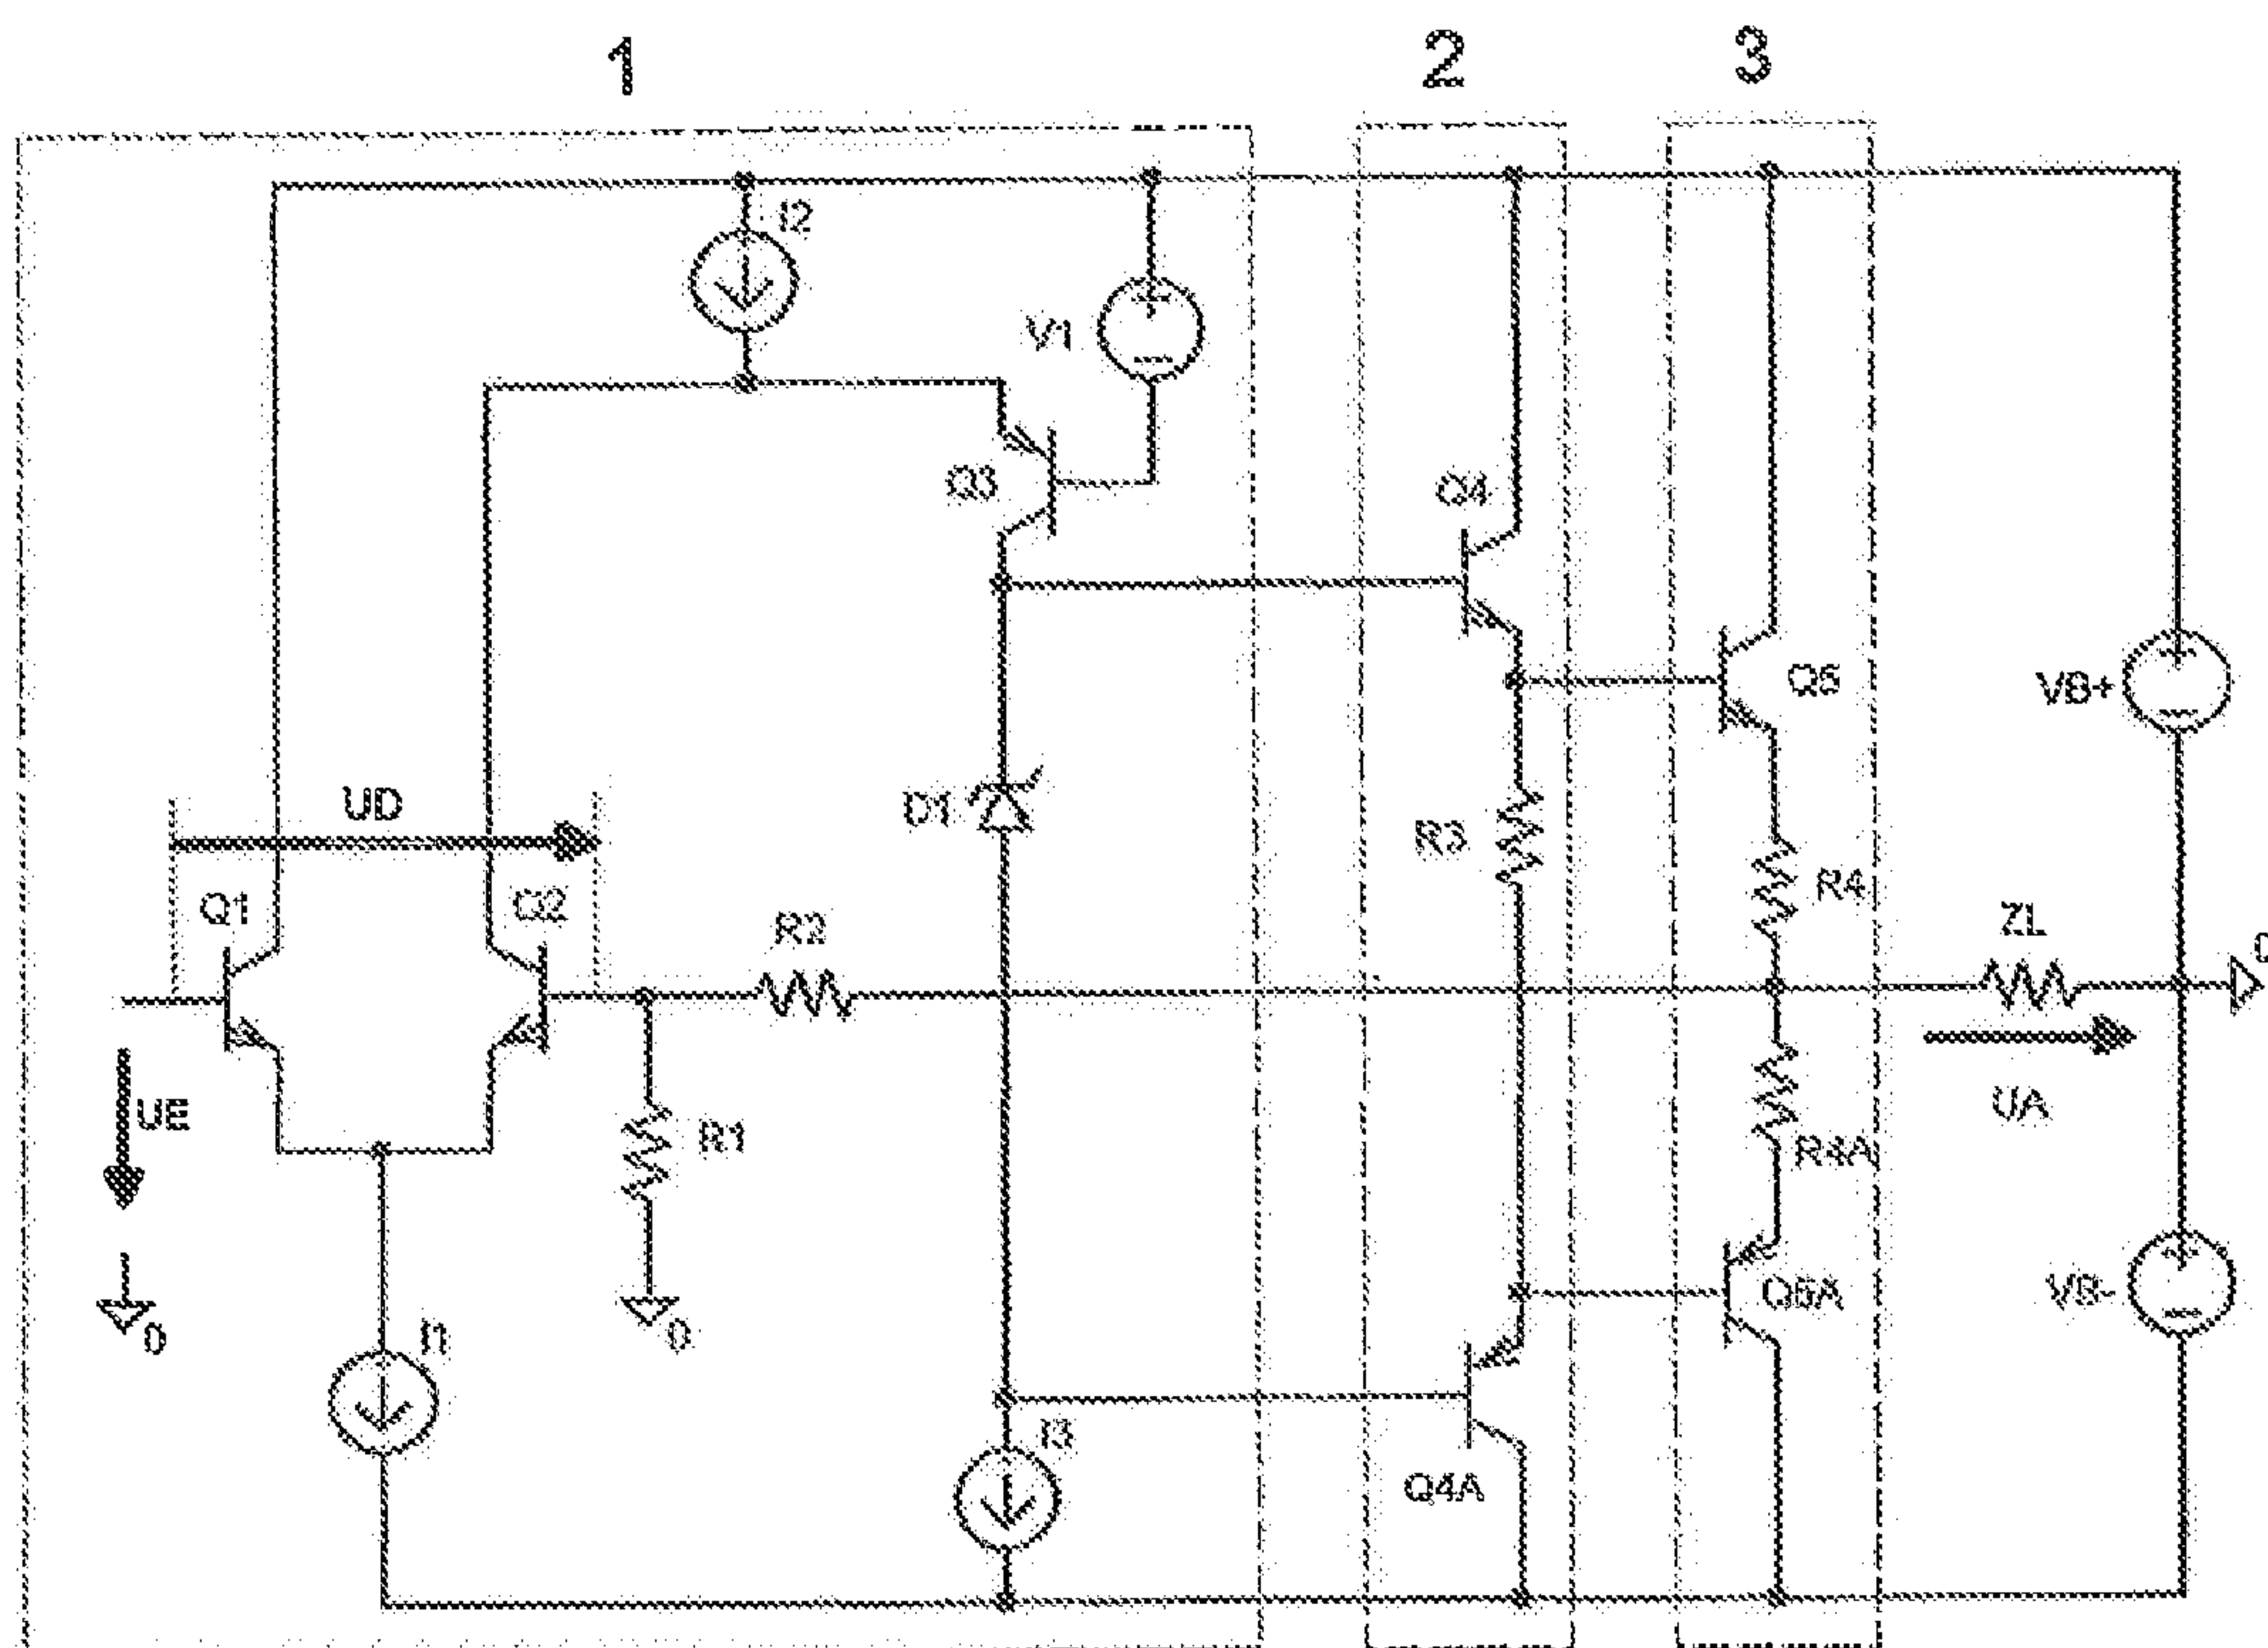 1 2 3
I2
V1
Q3
Q4
Q5
VB+
UD
D1
R3
Q1
Q2
R2
R4
ZL
0
UE
R1
UA
R4A
0
I1
0
Q5A
VB-
I3
Q4A